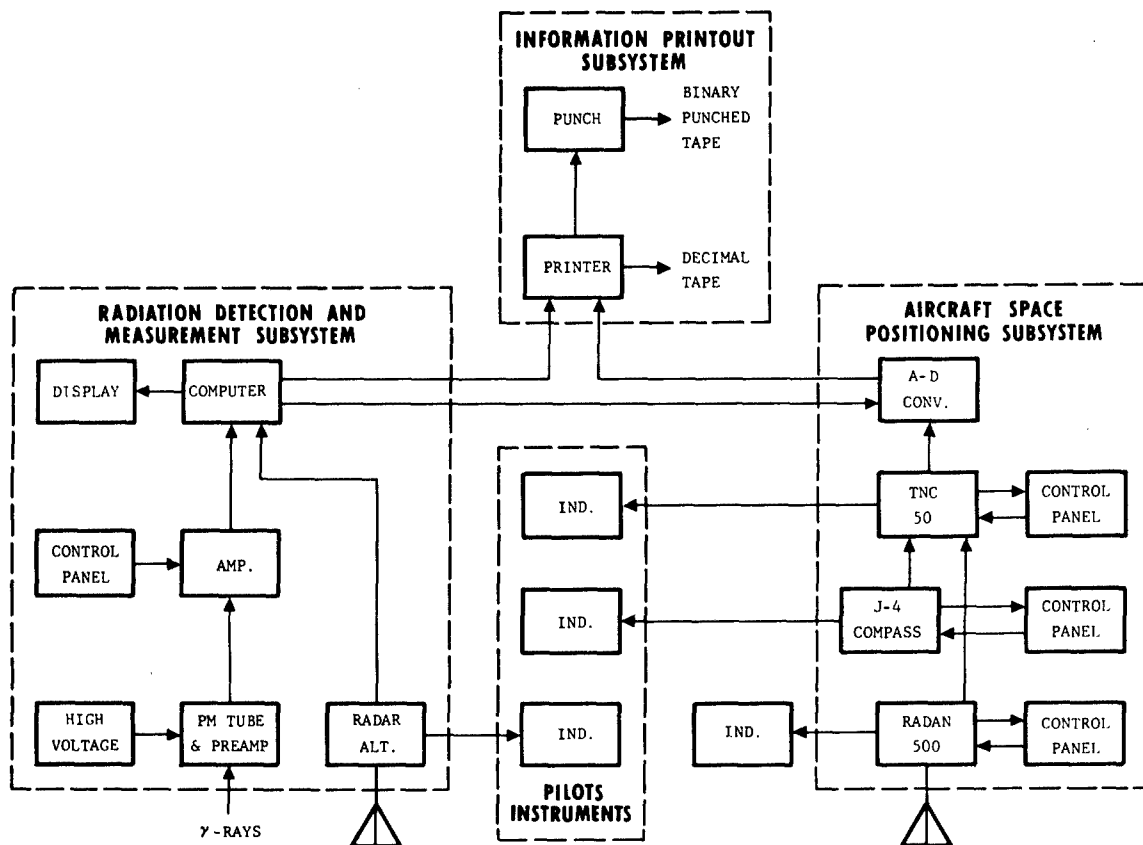 INFORMATION PRINTOUT
SUBSYSTEM
PUNCH
BINARY
PUNCHED
TAPE
PRINTER
DECIMAL
TAPE
RADIATION DETECTION AND
MEASUREMENT SUBSYSTEM
DISPLAY
COMPUTER
CONTROL
PANEL
AMP.
HIGH
VOLTAGE
PM TUBE
& PREAMP
RADAR
ALT.
γ-RAYS
IND.
IND.
IND.
PILOTS
INSTRUMENTS
AIRCRAFT SPACE
POSITIONING SUBSYSTEM
A-D
CONV.
TNC
50
CONTROL
PANEL
J-4
COMPASS
CONTROL
PANEL
IND.
RADAN
500
CONTROL
PANEL